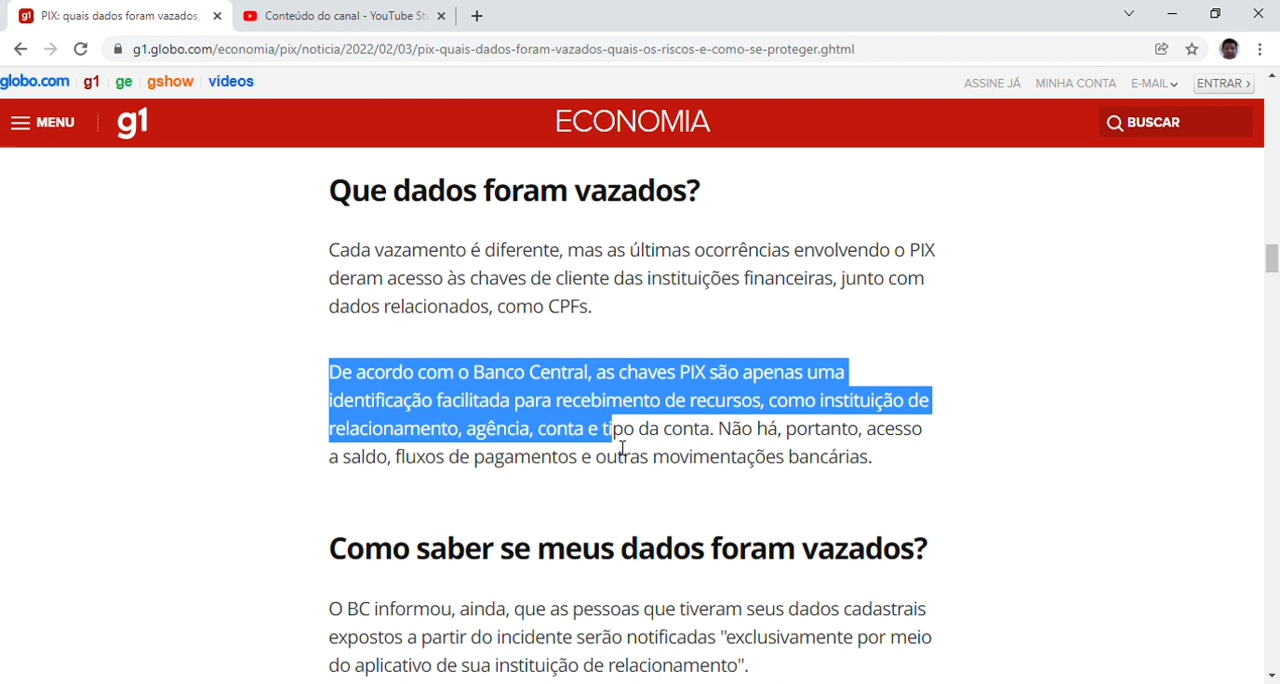 PIX: quais dados foram vazados,
Conteúdo do canal - YouTube St
g1.globo.com/economia/pix/noticia/2022/02/03/pix-quais-dados-foram-vazados-quais-os-riscos-e-como-se-proteger.ghtml
globo.com g1 ge gshow vídeos ASSINE JÁ MINHA CONTA E-MAIL ENTRAR ›
MENU g1 ECONOMIA BUSCAR
Que dados foram vazados?
Cada vazamento é diferente, mas as últimas ocorrências envolvendo o PIX
deram acesso às chaves de cliente das instituições financeiras, junto com
dados relacionados, como CPFs.
De acordo com o Banco Central, as chaves PIX são apenas uma
identificação facilitada para recebimento de recursos, como instituição de
relacionamento, agência, conta e tipo da conta. Não há, portanto, acesso
a saldo, fluxos de pagamentos e outras movimentações bancárias.
Como saber se meus dados foram vazados?
O BC informou, ainda, que as pessoas que tiveram seus dados cadastrais
expostos a partir do incidente serão notificadas "exclusivamente por meio
do aplicativo de sua instituição de relacionamento".